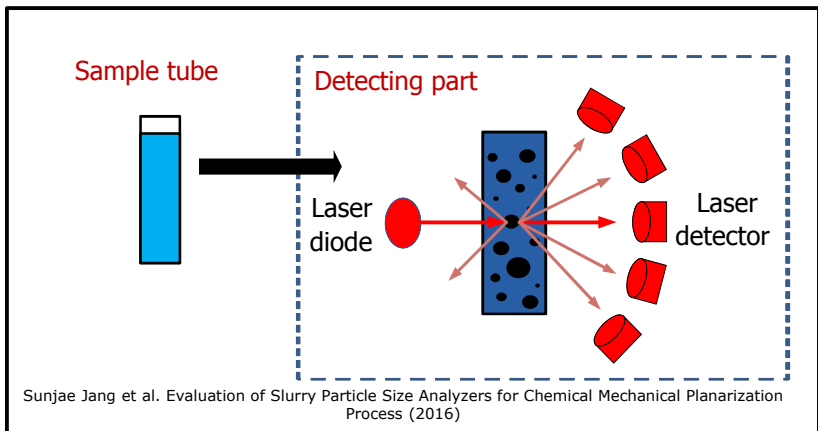 Sample tube
Detecting part
Laser
diode
Laser
detector
Sunjae Jang et al. Evaluation of Slurry Particle Size Analyzers for Chemical Mechanical Planarization
Process (2016)